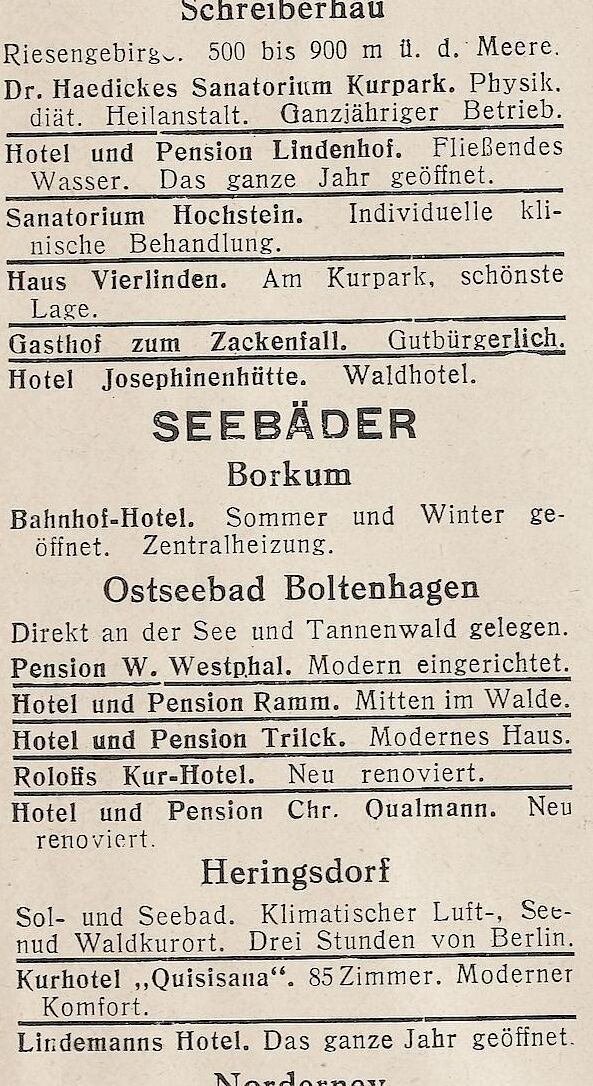 Schreiberhau
Riesengebirge. 500 bis 900 m ü. d. Meere.
Dr. Haedickes Sanatorium Kurpark. Physik.
diät. Heilanstalt. Ganzjähriger Betrieb.
Hotel und Pension Lindenhof. Fließendes
Wasser. Das ganze Jahr geöffnet.
Sanatorium Hochstein. Individuelle kli-
nische Behandlung.
Haus Vierlinden. Am Kurpark, schönste
Lage.
Gasthof zum Zackenfall. Gutbürgerlich.
Hotel Josephinenhütte. Waldhotel.
SEEBÄDER
Borkum
Bahnhof-Hotel. Sommer und Winter ge-
öffnet. Zentralheizung.
Ostseebad Boltenhagen
Direkt an der See und Tannenwald gelegen.
Pension W. Westphal. Modern eingerichtet.
Hotel und Pension Ramm. Mitten im Walde.
Hotel und Pension Trilck. Modernes Haus.
Roloffs Kur-Hotel. Neu renoviert.
Hotel und Pension Chr. Qualmann. Neu
renoviert.
Heringsdorf
Sol- und Seebad. Klimatischer Luft-, See-
nud Waldkurort. Drei Stunden von Berlin.
Kurhotel „Quisisana“. 85 Zimmer. Moderner
Komfort.
Lindemanns Hotel. Das ganze Jahr geöffnet.
Norderney